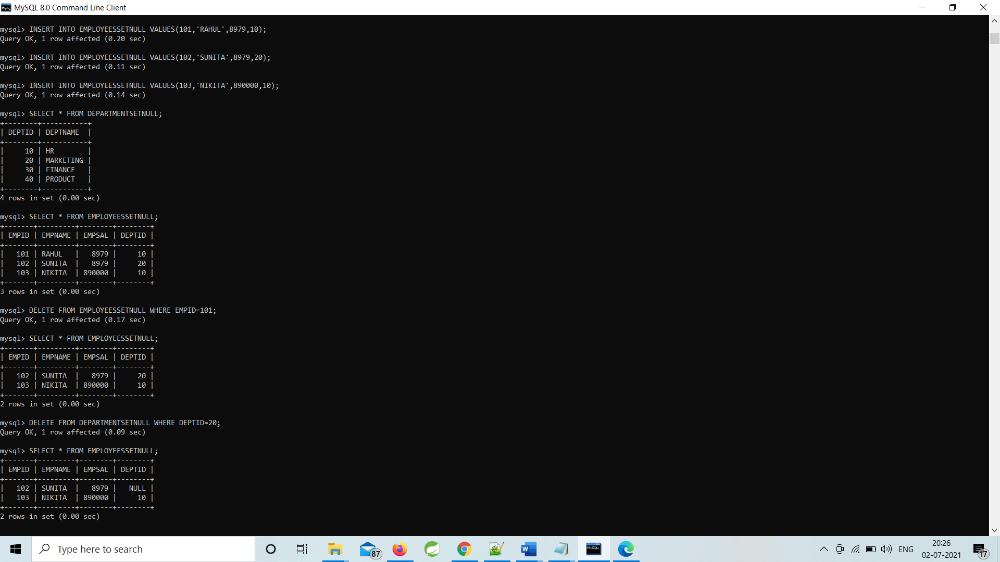 MySQL 8.0 Command Line Client
mysql> INSERT INTO EMPLOYEESSETNULL VALUES(101,'RAHUL',8979,10);
Query OK, 1 row affected (0.20 sec)
mysql> INSERT INTO EMPLOYEESSETNULL VALUES(102,'SUNITA',8979,20);
Query OK, 1 row affected (0.11 sec)
mysql> INSERT INTO EMPLOYEESSETNULL VALUES(103,'NIKITA',890000,10);
Query OK, 1 row affected (0.14 sec)
mysql> SELECT * FROM DEPARTMENTSETNULL;
+--------+-----------+
| DEPTID | DEPTNAME  |
+--------+-----------+
|     10 | HR        |
|     20 | MARKETING |
|     30 | FINANCE   |
|     40 | PRODUCT   |
+--------+-----------+
4 rows in set (0.00 sec)
mysql> SELECT * FROM EMPLOYEESSETNULL;
+-------+---------+--------+--------+
| EMPID | EMPNAME | EMPSAL | DEPTID |
+-------+---------+--------+--------+
|   101 | RAHUL   |   8979 |     10 |
|   102 | SUNITA  |   8979 |     20 |
|   103 | NIKITA  | 890000 |     10 |
+-------+---------+--------+--------+
3 rows in set (0.00 sec)
mysql> DELETE FROM EMPLOYEESSETNULL WHERE EMPID=101;
Query OK, 1 row affected (0.17 sec)
mysql> SELECT * FROM EMPLOYEESSETNULL;
+-------+---------+--------+--------+
| EMPID | EMPNAME | EMPSAL | DEPTID |
+-------+---------+--------+--------+
|   102 | SUNITA  |   8979 |     20 |
|   103 | NIKITA  | 890000 |     10 |
+-------+---------+--------+--------+
2 rows in set (0.00 sec)
mysql> DELETE FROM DEPARTMENTSETNULL WHERE DEPTID=20;
Query OK, 1 row affected (0.09 sec)
mysql> SELECT * FROM EMPLOYEESSETNULL;
+-------+---------+--------+--------+
| EMPID | EMPNAME | EMPSAL | DEPTID |
+-------+---------+--------+--------+
|   102 | SUNITA  |   8979 |   NULL |
|   103 | NIKITA  | 890000 |     10 |
+-------+---------+--------+--------+
2 rows in set (0.00 sec)
Type here to search
87
W
MySQL
ENG
20:26
02-07-2021
17